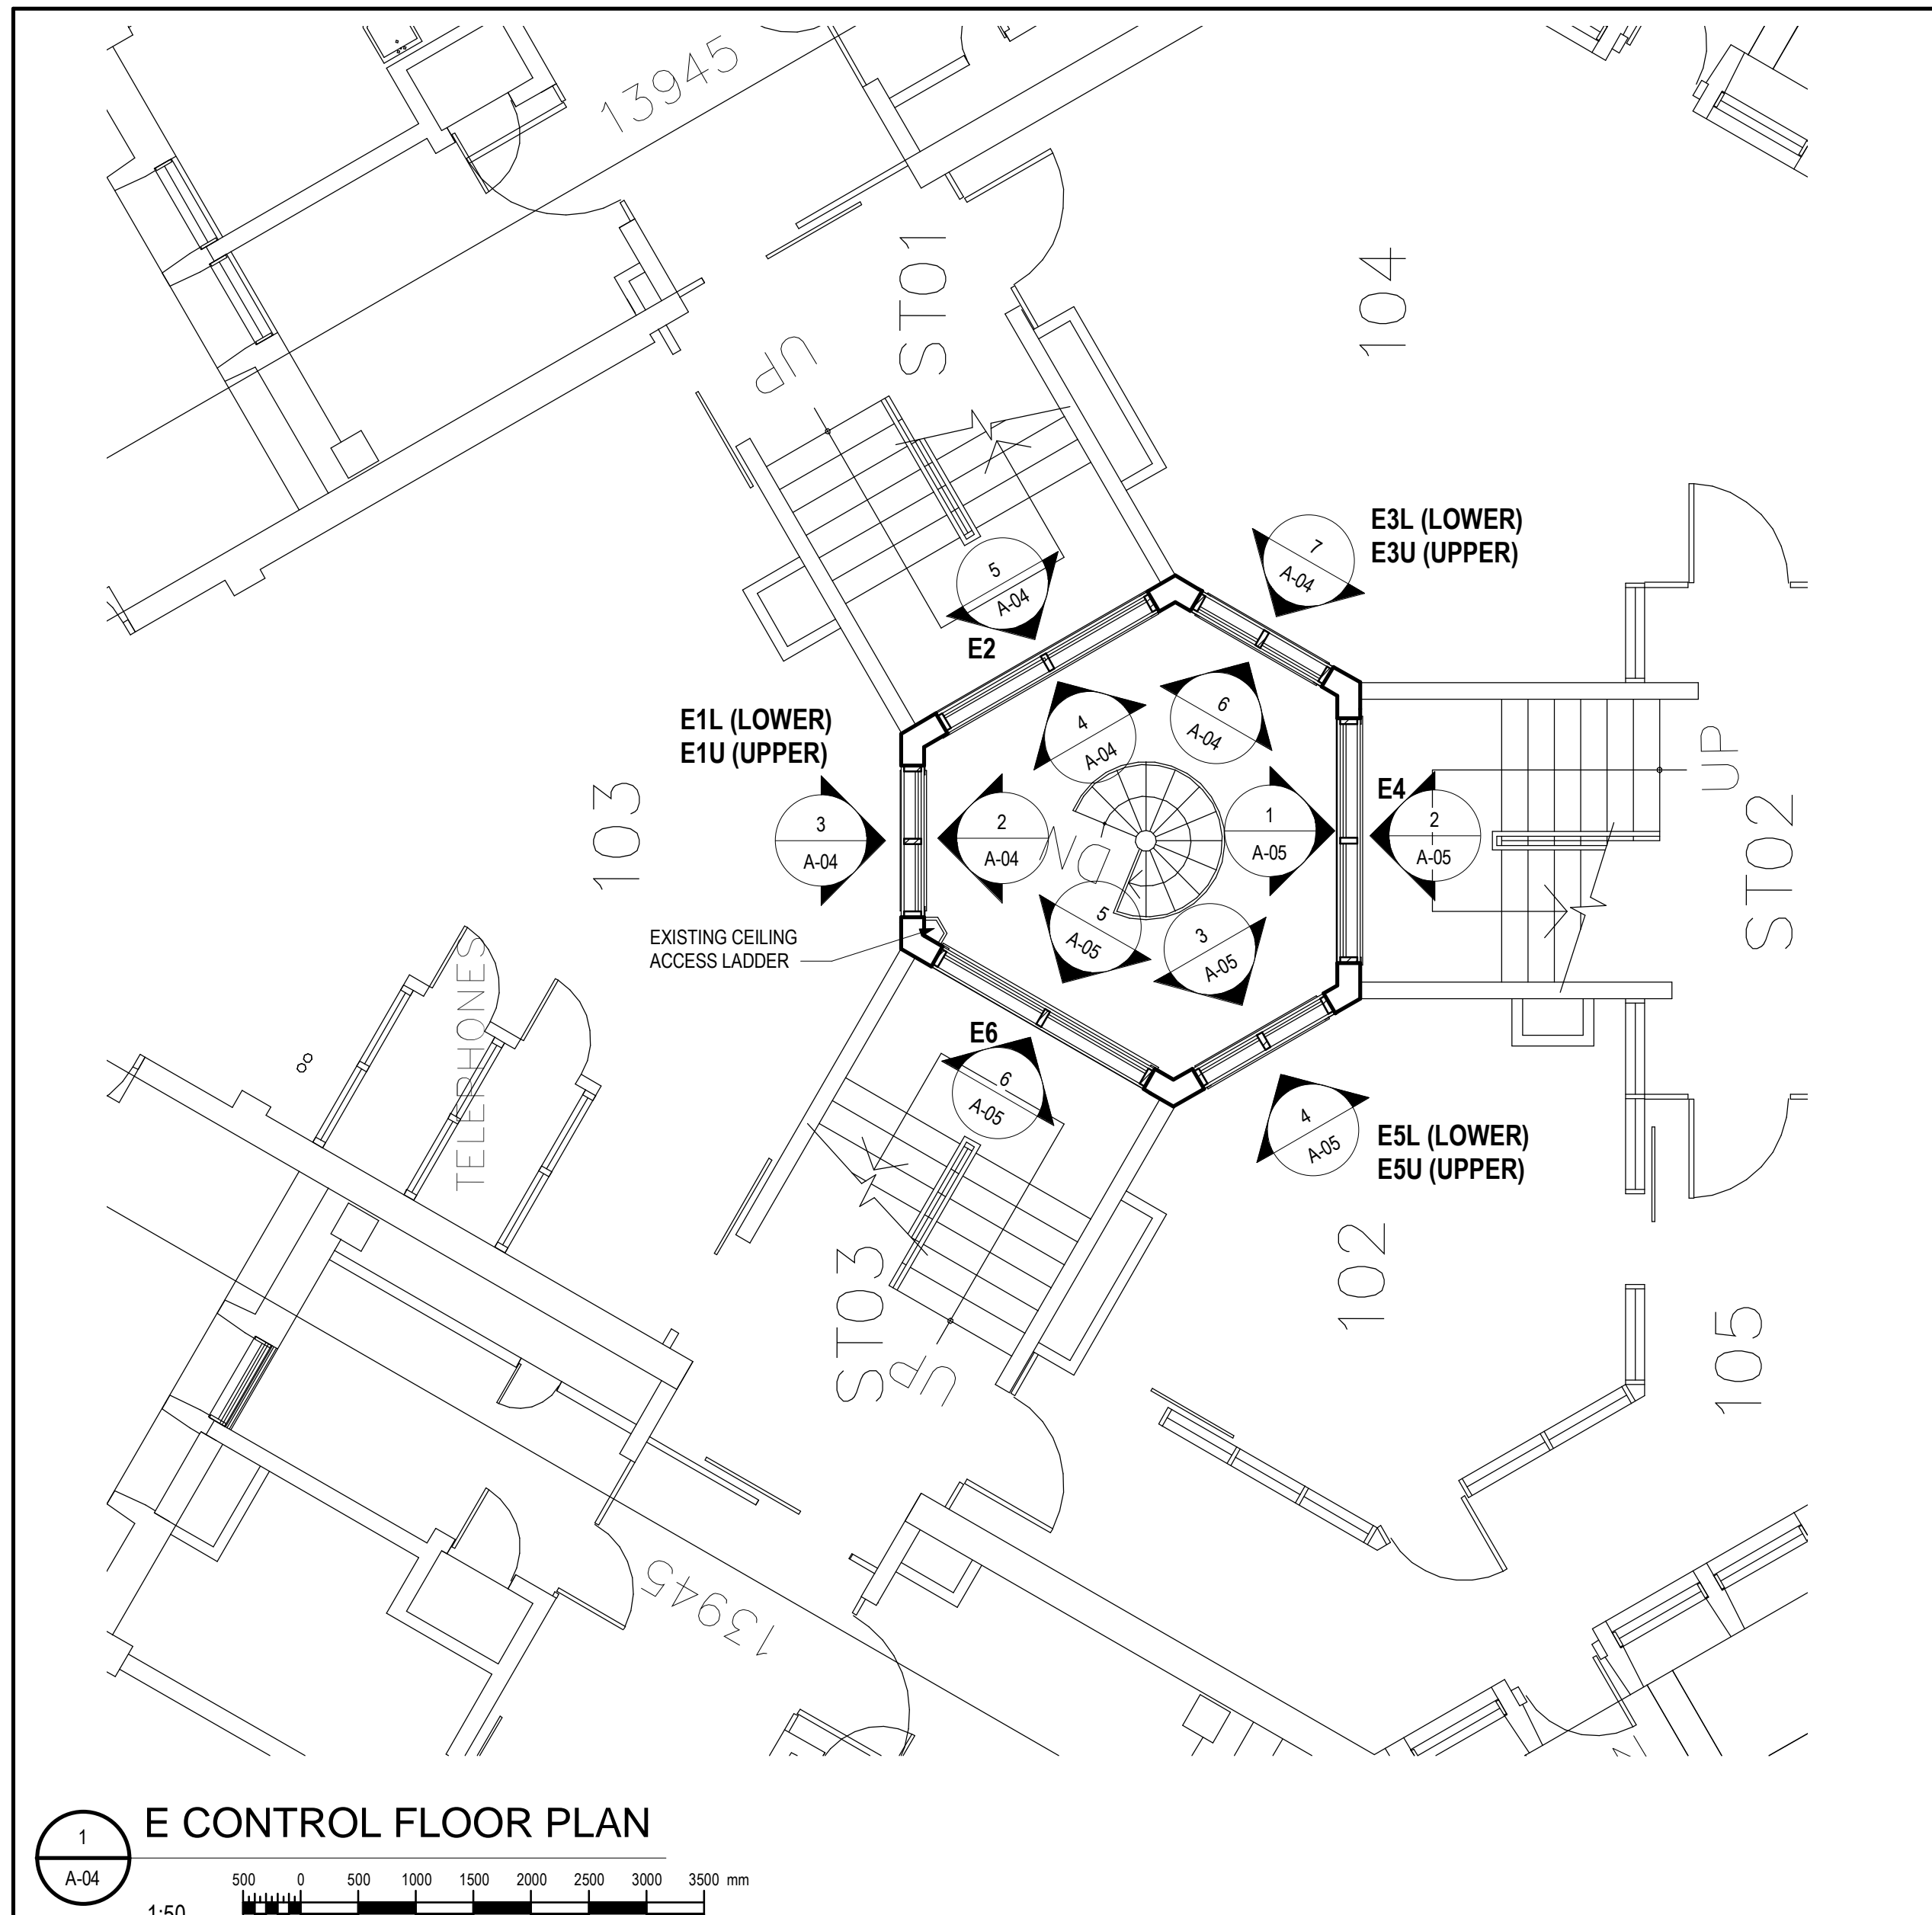 13945
ST01
104
UP
E3L (LOWER)
E3U (UPPER)
7
A-04
5
A-04
E2
E1L (LOWER)
E1U (UPPER)
4
A-04
6
A-04
103
3
A-04
2
A-04
DN
1
A-05
E4
2
A-05
UP
ST02
EXISTING CEILING
ACCESS LADDER
5
A-05
3
A-05
TELEPHONES
E6
6
A-05
4
A-05
E5L (LOWER)
E5U (UPPER)
ST03
UP
102
105
13945
1
A-04
E CONTROL FLOOR PLAN
500 0 500 1000 1500 2000 2500 3000 3500 mm
1:50